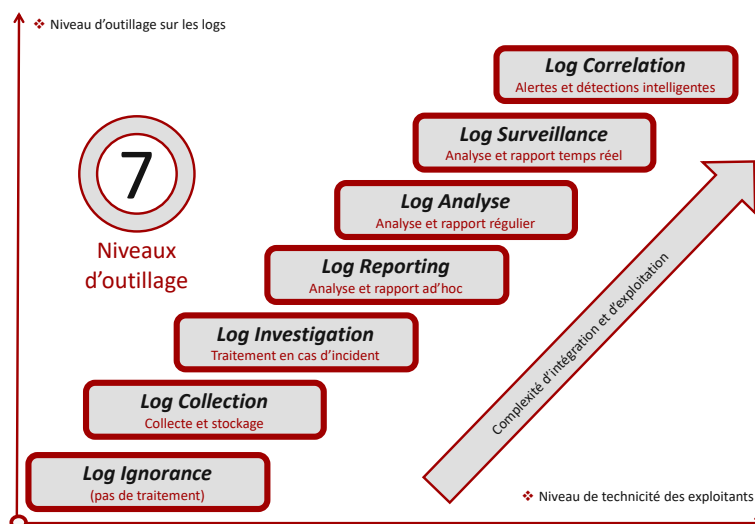 ❖ Niveau d'outillage sur les logs
Log Correlation
Alertes et détections intelligentes
Log Surveillance
Analyse et rapport temps réel
7
Niveaux
d'outillage
Log Analyse
Analyse et rapport régulier
Log Reporting
Analyse et rapport ad'hoc
Log Investigation
Traitement en cas d'incident
Log Collection
Collecte et stockage
Log Ignorance
(pas de traitement)
Complexité d'intégration et d'exploitation
❖ Niveau de technicité des exploitants